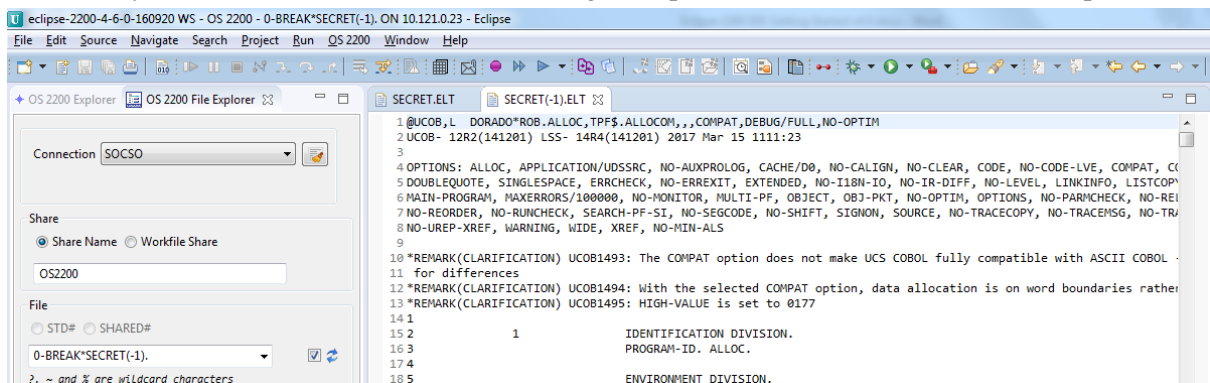 eclipse-2200-4-6-0-160920 WS - OS 2200 - 0-BREAK*SECRET(-1). ON 10.121.0.23 - Eclipse
File Edit Source Navigate Search Project Run OS 2200 Window Help
OS 2200 Explorer OS 2200 File Explorer
Connection SOCSO
Share
Share Name Workfile Share
OS2200
File
STD# SHARED#
0-BREAK*SECRET(-1).
?, ~ and % are wildcard characters
SECRET.ELT SECRET(-1).ELT
1 @UCOB,L DORADO*ROB.ALLOC,TPF$.ALLOCOM,,,COMPAT,DEBUG/FULL,NO-OPTIM
2 UCOB- 12R2(141201) LSS- 14R4(141201) 2017 Mar 15 1111:23
3
4 OPTIONS: ALLOC, APPLICATION/UDSSRC, NO-AUXPROLOG, CACHE/D0, NO-CALIGN, NO-CLEAR, CODE, NO-CODE-LVE, COMPAT,
5 DOUBLEQUOTE, SINGLESPACE, ERRCHECK, NO-ERREXIT, EXTENDED, NO-I18N-IO, NO-IR-DIFF, NO-LEVEL, LINKINFO, LISTCOP
6 MAIN-PROGRAM, MAXERRORS/100000, NO-MONITOR, MULTI-PF, OBJECT, OBJ-PKT, NO-OPTIM, OPTIONS, NO-PARMCHECK, NO-REL
7 NO-REORDER, NO-RUNCHECK, SEARCH-PF-SI, NO-SEGCODE, NO-SHIFT, SIGNON, SOURCE, NO-TRACECOPY, NO-TRACEMSG, NO-TRA
8 NO-UREP-XREF, WARNING, WIDE, XREF, NO-MIN-ALS
9
10 *REMARK(CLARIFICATION) UCOB1493: The COMPAT option does not make UCS COBOL fully compatible with ASCII COBOL -
11 for differences
12 *REMARK(CLARIFICATION) UCOB1494: With the selected COMPAT option, data allocation is on word boundaries rather
13 *REMARK(CLARIFICATION) UCOB1495: HIGH-VALUE is set to 0177
14 1
15 2 1 IDENTIFICATION DIVISION.
16 3 PROGRAM-ID. ALLOC.
17 4
18 5 ENVIRONMENT DIVISION.